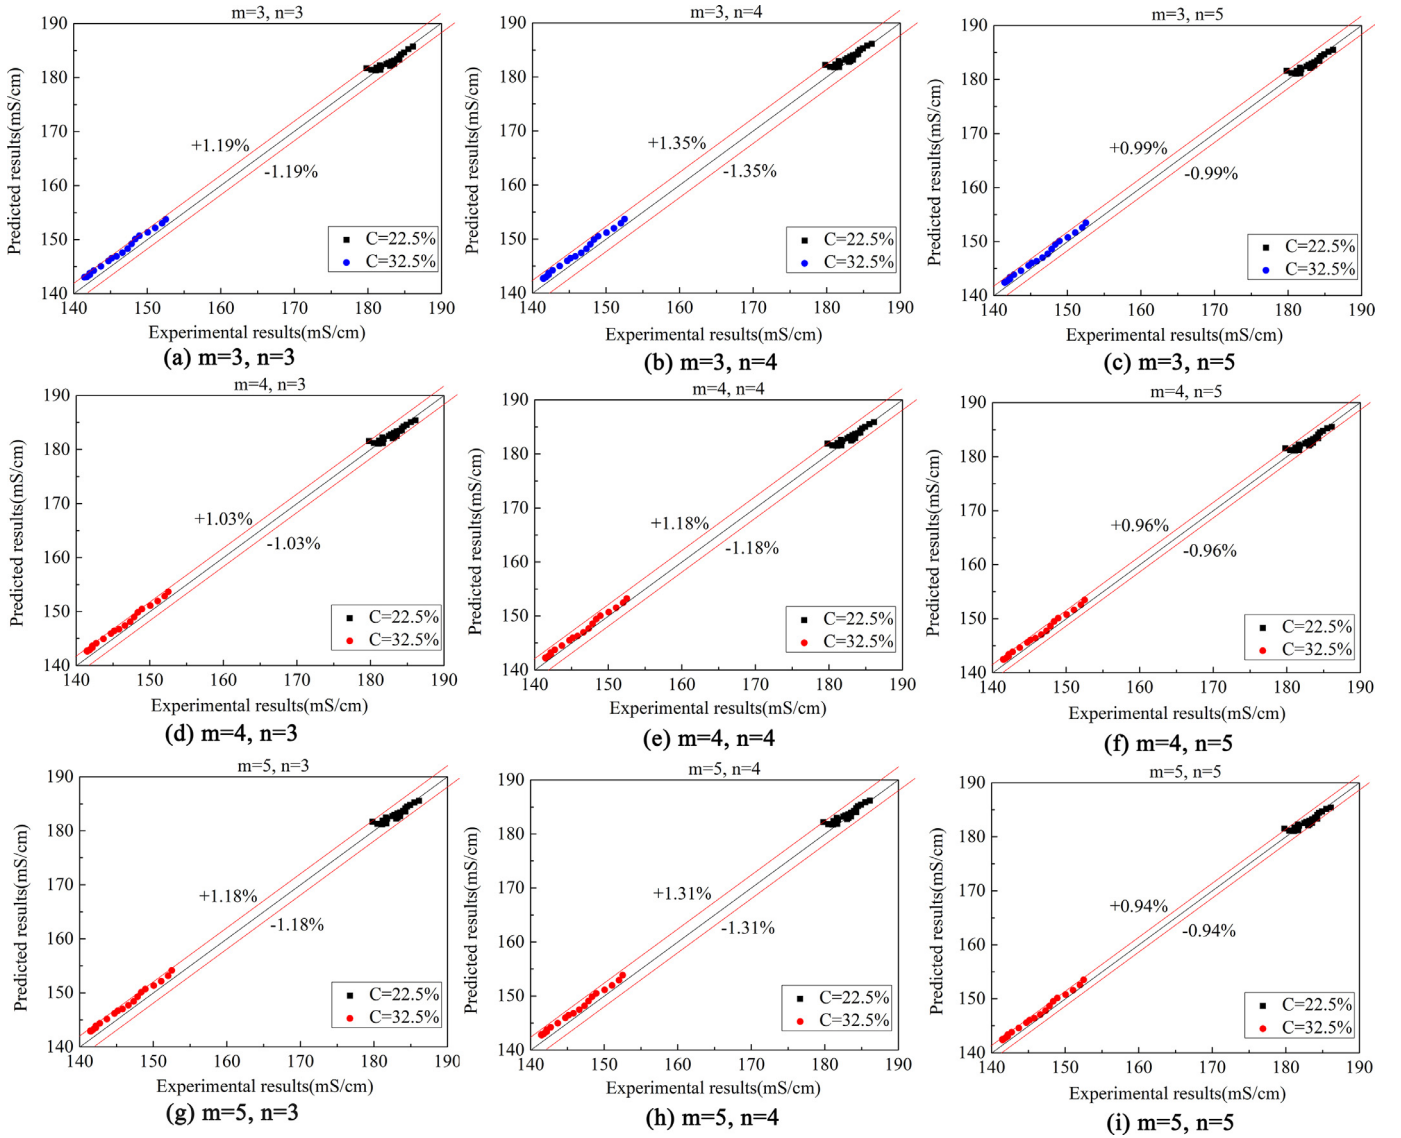 m=3, n=3
190
180
170
160
150
140
140 150 160 170 180 190
Predicted results(mS/cm)
+1.19%
-1.19%
C=22.5%
C=32.5%
Experimental results(mS/cm)
(a) m=3, n=3
m=3, n=4
190
180
170
160
150
140
140 150 160 170 180 190
Predicted results(mS/cm)
+1.35%
-1.35%
C=22.5%
C=32.5%
Experimental results(mS/cm)
(b) m=3, n=4
m=3, n=5
190
180
170
160
150
140
140 150 160 170 180 190
Predicted results(mS/cm)
+0.99%
-0.99%
C=22.5%
C=32.5%
Experimental results(mS/cm)
(c) m=3, n=5
m=4, n=3
190
180
170
160
150
140
140 150 160 170 180 190
Predicted results(mS/cm)
+1.03%
-1.03%
C=22.5%
C=32.5%
Experimental results(mS/cm)
(d) m=4, n=3
m=4, n=4
190
180
170
160
150
140
140 150 160 170 180 190
Predicted results(mS/cm)
+1.18%
-1.18%
C=22.5%
C=32.5%
Experimental results(mS/cm)
(e) m=4, n=4
m=4, n=5
190
180
170
160
150
140
140 150 160 170 180 190
Predicted results(mS/cm)
+0.96%
-0.96%
C=22.5%
C=32.5%
Experimental results(mS/cm)
(f) m=4, n=5
m=5, n=3
190
180
170
160
150
140
140 150 160 170 180 190
Predicted results(mS/cm)
+1.18%
-1.18%
C=22.5%
C=32.5%
Experimental results(mS/cm)
(g) m=5, n=3
m=5, n=4
190
180
170
160
150
140
140 150 160 170 180 190
Predicted results(mS/cm)
+1.31%
-1.31%
C=22.5%
C=32.5%
Experimental results(mS/cm)
(h) m=5, n=4
m=5, n=5
190
180
170
160
150
140
140 150 160 170 180 190
Predicted results(mS/cm)
+0.94%
-0.94%
C=22.5%
C=32.5%
Experimental results(mS/cm)
(i) m=5, n=5